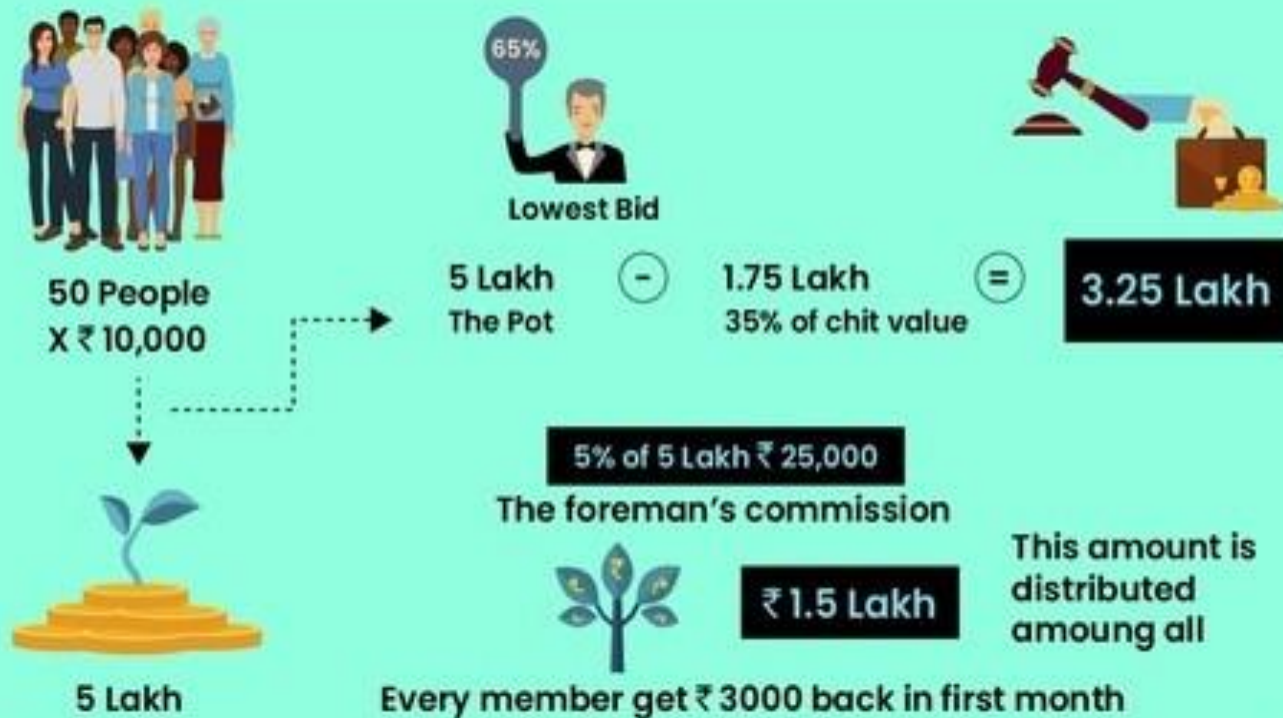 65%
Lowest Bid
50 People
X ₹ 10,000
5 Lakh
The Pot
-
1.75 Lakh
35% of chit value
=
3.25 Lakh
5% of 5 Lakh ₹ 25,000
The foreman's commission
₹ 1.5 Lakh
This amount is
distributed
amoung all
5 Lakh
Every member get ₹ 3000 back in first month